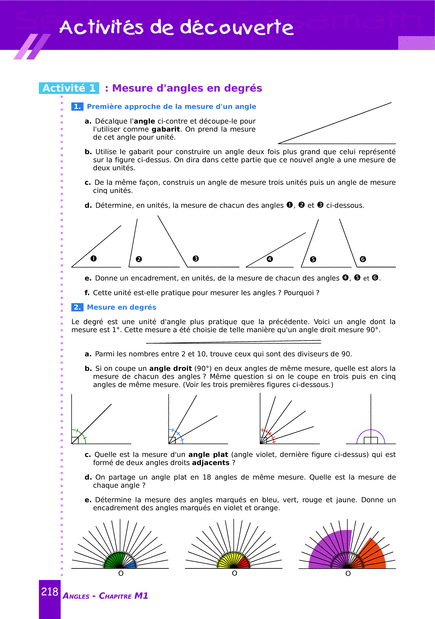 Activités de découverte
Activité 1 : Mesure d'angles en degrés
1. Première approche de la mesure d'un angle
a. Décalque l'angle ci-contre et découpe-le pour
l'utiliser comme gabarit. On prend la mesure
de cet angle pour unité.
b. Utilise le gabarit pour construire un angle deux fois plus grand que celui représenté
sur la figure ci-dessus. On dira dans cette partie que ce nouvel angle a une mesure de
deux unités.
c. De la même façon, construis un angle de mesure trois unités puis un angle de mesure
cinq unités.
d. Détermine, en unités, la mesure de chacun des angles ❶, ❷ et ❸ ci-dessous.
❶ ❷ ❸ ❹ ❺ ❻
e. Donne un encadrement, en unités, de la mesure de chacun des angles ❹, ❺ et ❻.
f. Cette unité est-elle pratique pour mesurer les angles ? Pourquoi ?
2. Mesure en degrés
Le degré est une unité d'angle plus pratique que la précédente. Voici un angle dont la
mesure est 1°. Cette mesure a été choisie de telle manière qu'un angle droit mesure 90°.
a. Parmi les nombres entre 2 et 10, trouve ceux qui sont des diviseurs de 90.
b. Si on coupe un angle droit (90°) en deux angles de même mesure, quelle est alors la
mesure de chacun des angles ? Même question si on le coupe en trois puis en cinq
angles de même mesure. (Voir les trois premières figures ci-dessous.)
c. Quelle est la mesure d'un angle plat (angle violet, dernière figure ci-dessus) qui est
formé de deux angles droits adjacents ?
d. On partage un angle plat en 18 angles de même mesure. Quelle est la mesure de
chaque angle ?
e. Détermine la mesure des angles marqués en bleu, vert, rouge et jaune. Donne un
encadrement des angles marqués en violet et orange.
O O O
218 ANGLES - CHAPITRE M1